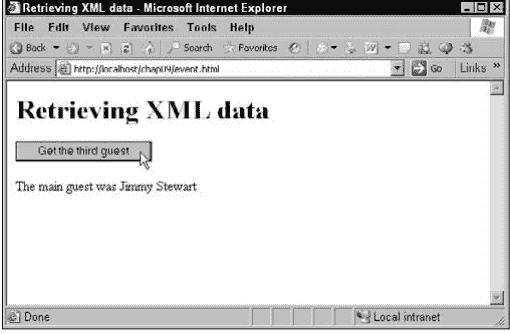 Retrieving XML data - Microsoft Internet Explorer
File Edit View Favorites Tools Help
Back Search Favorites
Address http://localhost/chap09/event.html Go Links »
Retrieving XML data
Get the third guest
The main guest was Jimmy Stewart
Done Local intranet